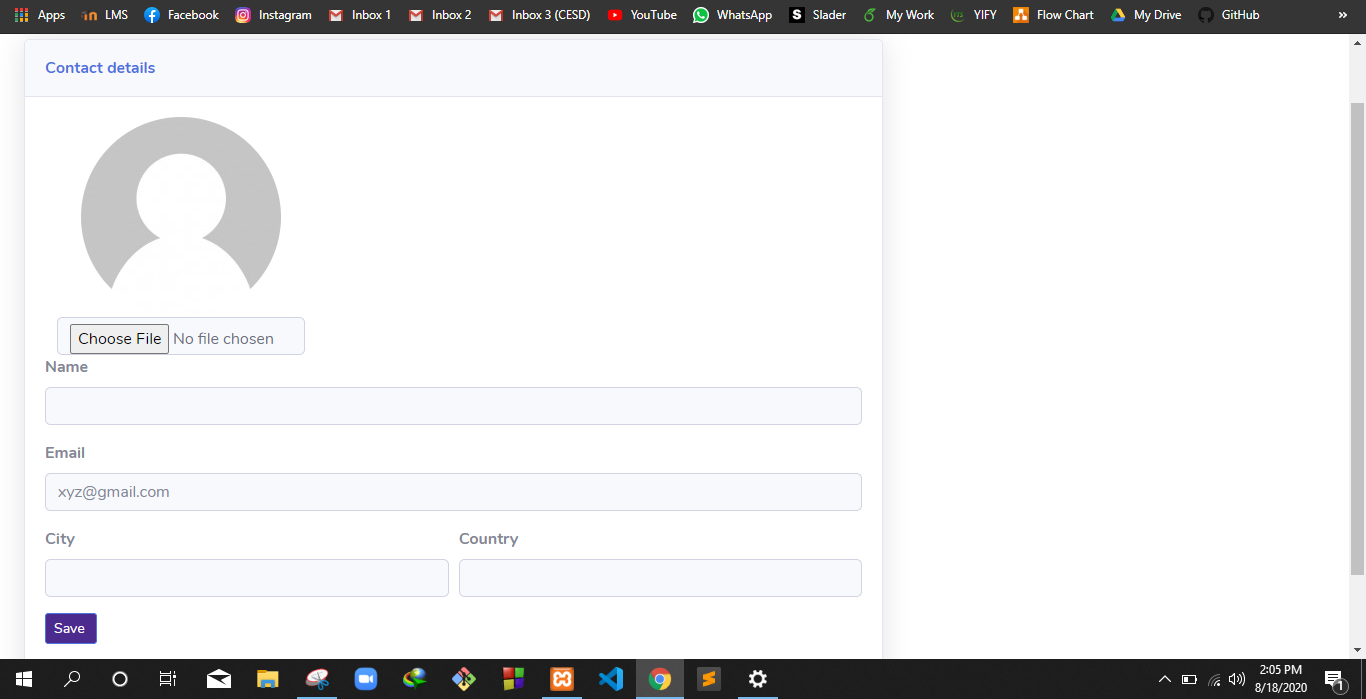 Apps LMS Facebook Instagram Inbox 1 Inbox 2 Inbox 3 (CESD) YouTube WhatsApp S Slader My Work YIFY Flow Chart My Drive GitHub »
Contact details
Choose File No file chosen
Name
Email
xyz@gmail.com
City Country
Save
2:05 PM
8/18/2020
1